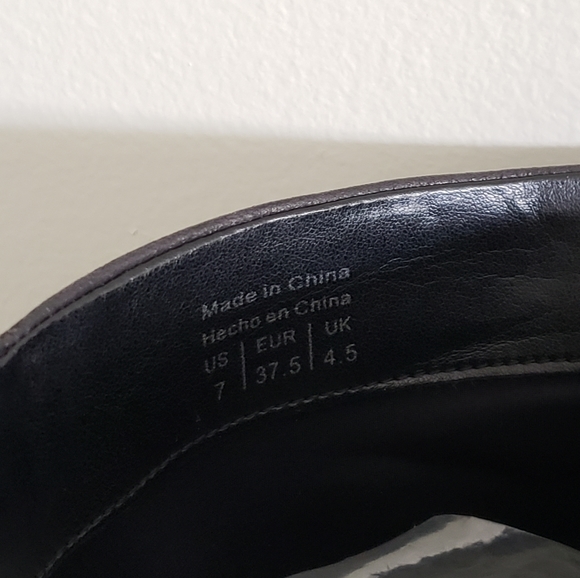 Made in China
Hecho en China
US | EUR | UK
7 | 37.5 | 4.5